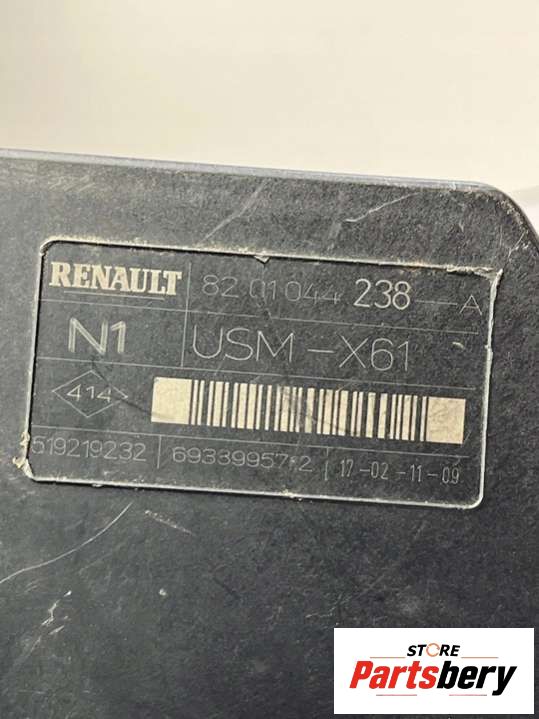 RENAULT 82 01 044 238--A
N1 USM-X61
414
519219232 69339957-2 17-02-11-09
STORE
Partsbery